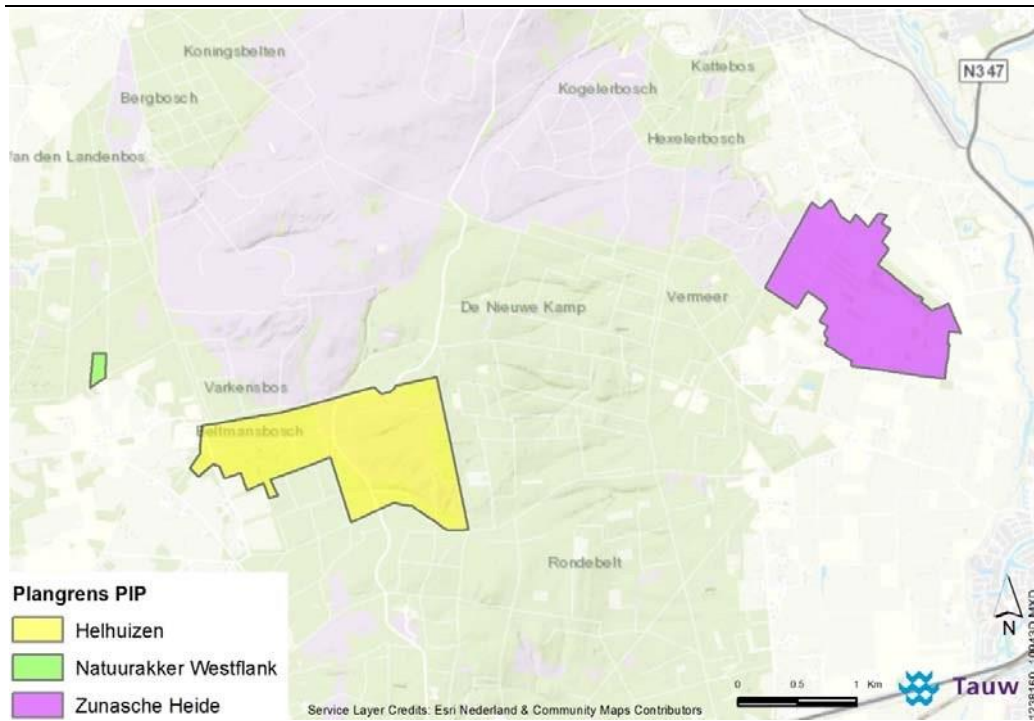 Koningsbelten
Kattebos
N347
Bergbosch
Kogelerbosch
Hexelerbosch
Van den Landenbos
De Nieuwe Kamp
Vermeer
Varkensbos
Beltmansbosch
Rondebelt
Plangrens PIP
Helhuizen
Natuurakker Westflank
Zunasche Heide
N
0 0.5 1 Km
Tauw
Service Layer Credits: Esri Nederland & Community Maps Contributors